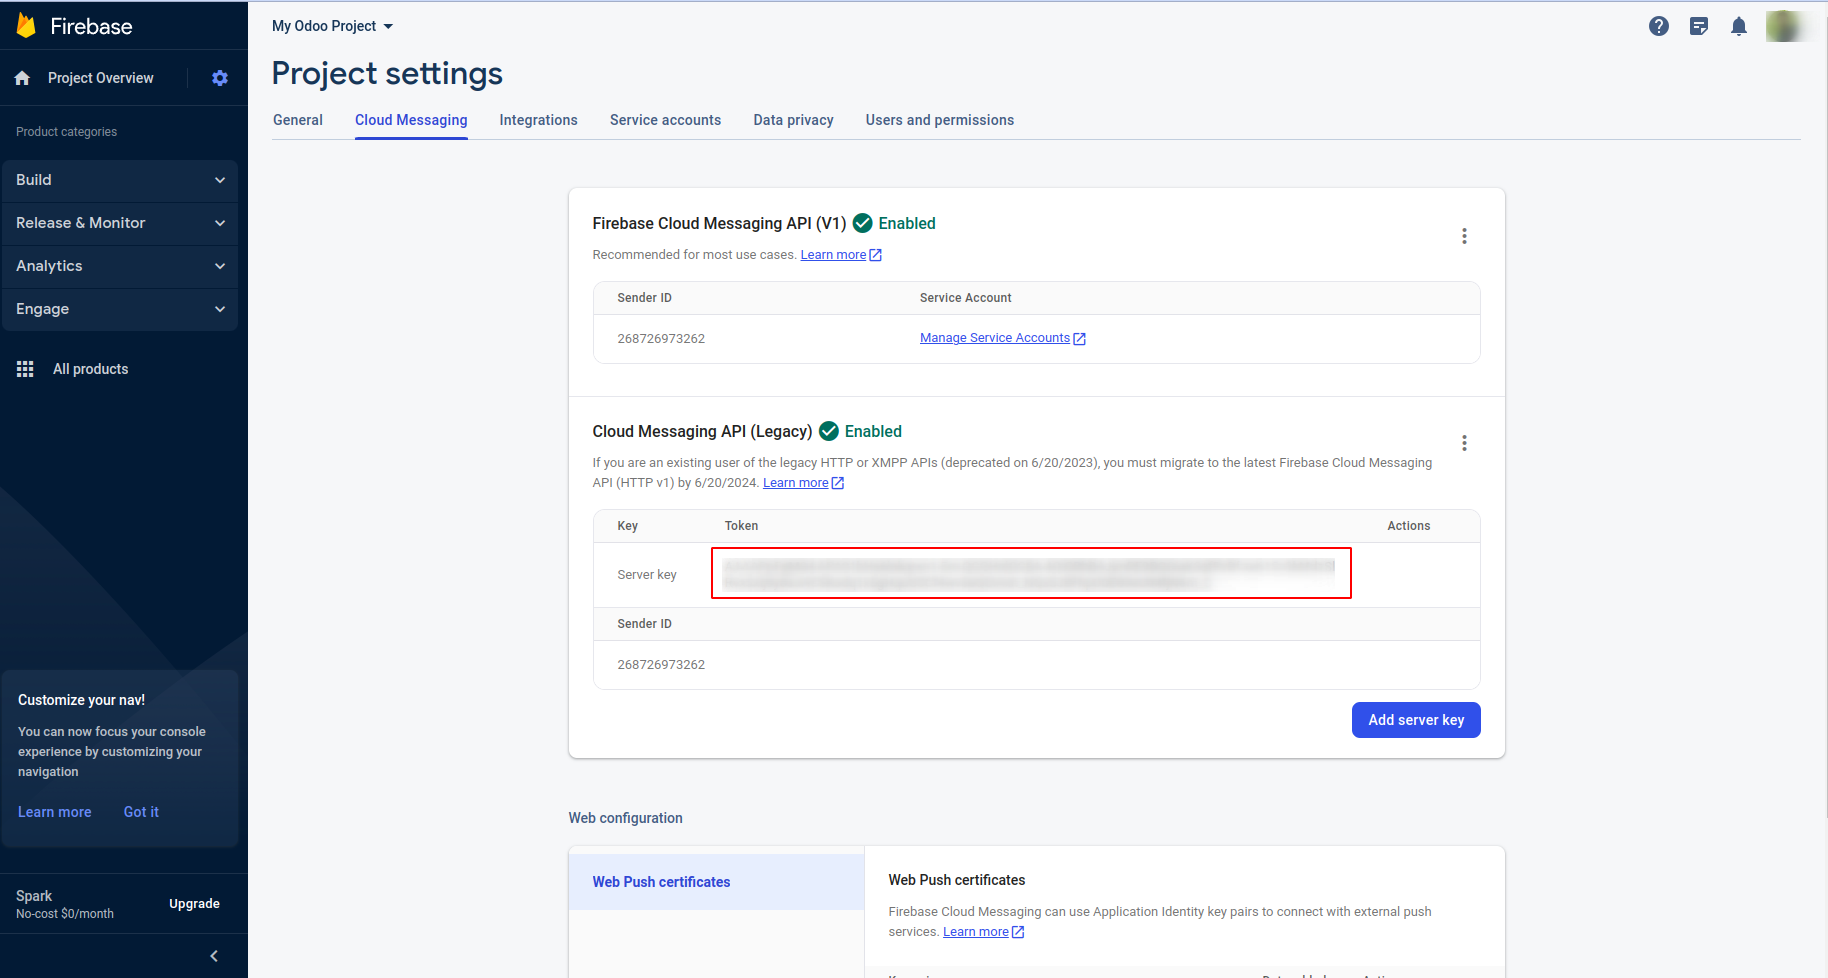 Firebase
Project Overview
Product categories
Build
Release & Monitor
Analytics
Engage
All products
Customize your nav!
You can now focus your console
experience by customizing your
navigation
Learn more Got it
Spark
No-cost $0/month
Upgrade
My Odoo Project
Project settings
General Cloud Messaging Integrations Service accounts Data privacy Users and permissions
Firebase Cloud Messaging API (V1) Enabled
Recommended for most use cases. Learn more
Sender ID Service Account
268726973262 Manage Service Accounts
Cloud Messaging API (Legacy) Enabled
If you are an existing user of the legacy HTTP or XMPP APIs (deprecated on 6/20/2023), you must migrate to the latest Firebase Cloud Messaging
API (HTTP v1) by 6/20/2024. Learn more
Key Token Actions
Server key
Sender ID
268726973262
Add server key
Web configuration
Web Push certificates
Web Push certificates
Firebase Cloud Messaging can use Application Identity key pairs to connect with external push
services. Learn more